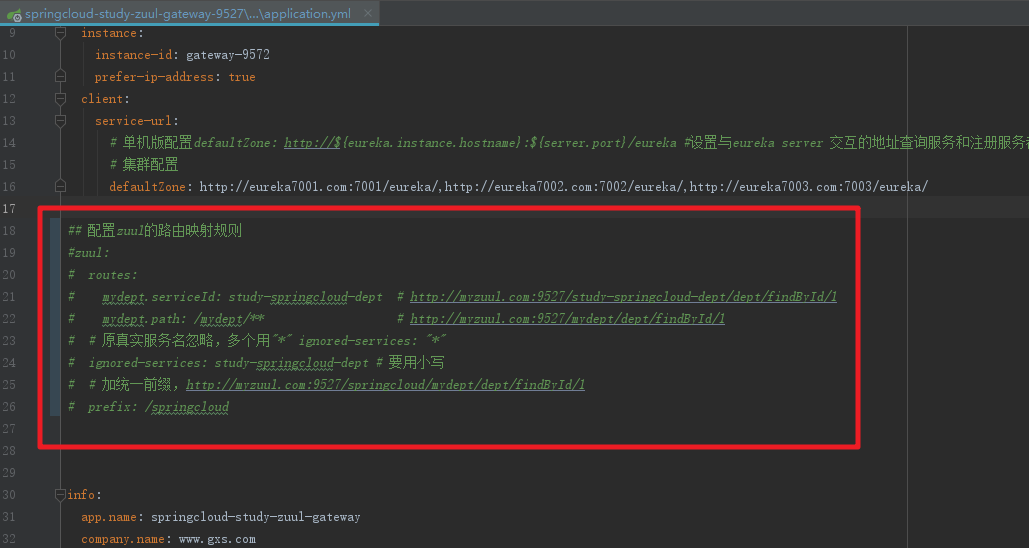 springcloud-study-zuul-gateway-9527\...\application.yml
9 instance:
10 instance-id: gateway-9572
11 prefer-ip-address: true
12 client:
13 service-url:
14 # 单机版配置defaultZone: http://${eureka.instance.hostname}:${server.port}/eureka #设置与eureka server 交互的地址查询服务和注册服务
15 # 集群配置
16 defaultZone: http://eureka7001.com:7001/eureka/,http://eureka7002.com:7002/eureka/,http://eureka7003.com:7003/eureka/
17
18 ## 配置zuul的路由映射规则
19 #zuul:
20 # routes:
21 # mydept.serviceId: study-springcloud-dept # http://myzuul.com:9527/study-springcloud-dept/dept/findById/1
22 # mydept.path: /mydept/** # http://myzuul.com:9527/mydept/dept/findById/1
23 # # 原真实服务名忽略，多个用"*" ignored-services: "*"
24 # ignored-services: study-springcloud-dept # 要用小写
25 # # 加统一前缀，http://myzuul.com:9527/springcloud/mydept/dept/findById/1
26 # prefix: /springcloud
27
28
29
30 info:
31 app.name: springcloud-study-zuul-gateway
32 company.name: www.gxs.com